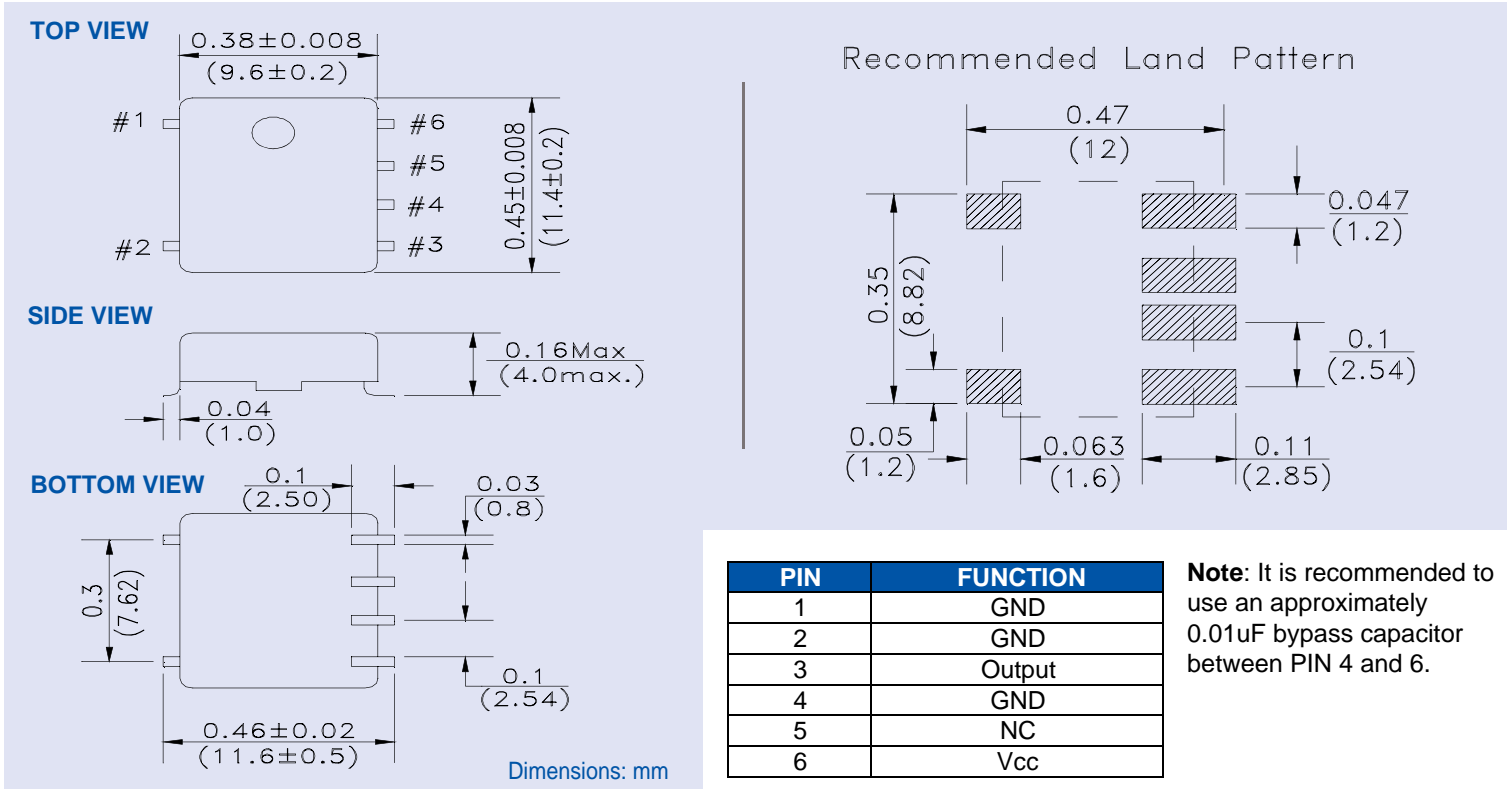 TOP VIEW
0.38±0.008
(9.6±0.2)
#1
#2
#6
#5
#4
#3
0.45±0.008
(11.4±0.2)
SIDE VIEW
0.16Max
(4.0max.)
0.04
(1.0)
BOTTOM VIEW
0.1
(2.50)
0.03
(0.8)
0.3
(7.62)
0.1
(2.54)
0.46±0.02
(11.6±0.5)
Dimensions: mm
Recommended Land Pattern
0.47
(12)
0.047
(1.2)
0.35
(8.82)
0.1
(2.54)
0.05
(1.2)
0.063
(1.6)
0.11
(2.85)
PIN FUNCTION
1 GND
2 GND
3 Output
4 GND
5 NC
6 Vcc
Note: It is recommended to
use an approximately
0.01uF bypass capacitor
between PIN 4 and 6.